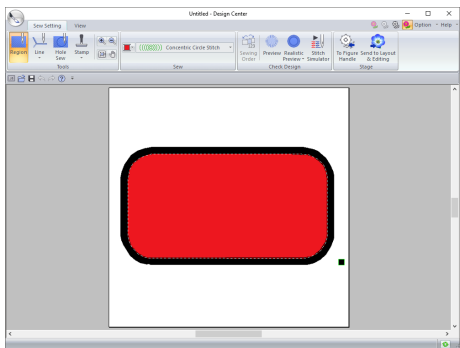 Untitled - Design Center
Sew Setting View
Option Help
Region Line Hole Sew Stamp
Tools
Concentric Code Stitch
Sew
Sewing Order Preview Realistic Preview Stitch Simulator
Check Design
To Figure Handle Send to Layout & Editing
Stage